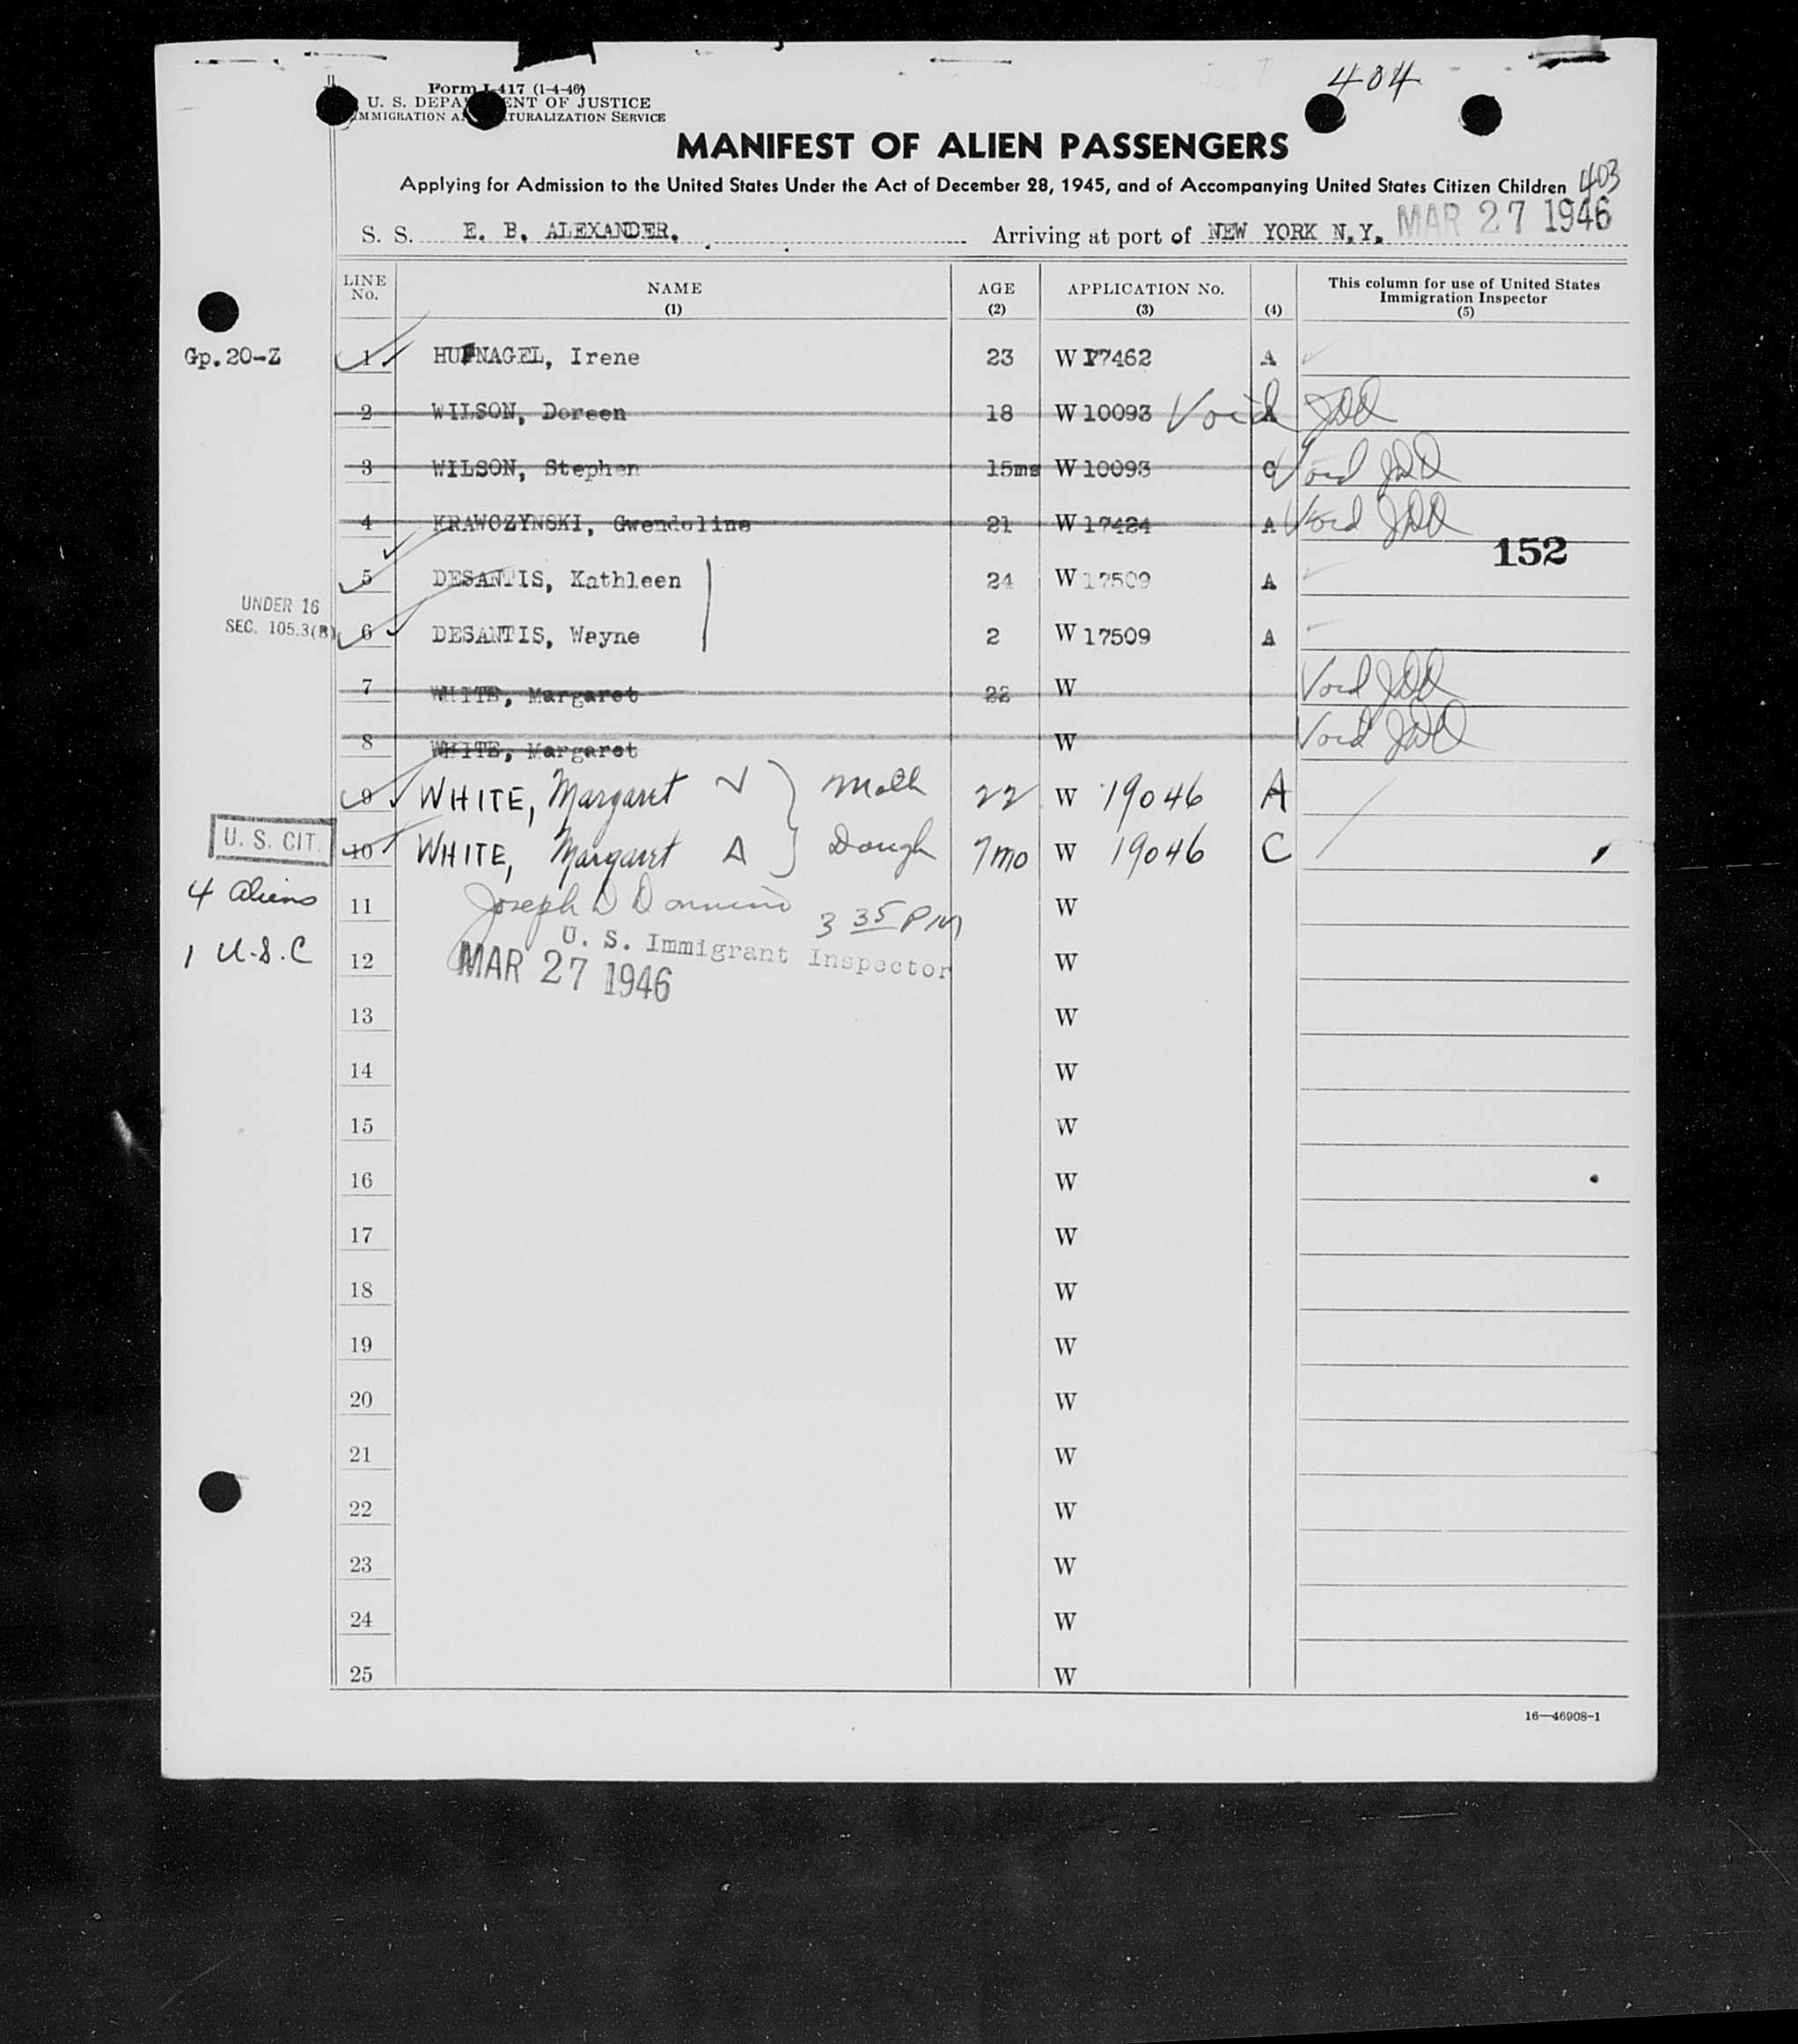 404
Form I-417 (1-4-46)
U. S. DEPARTMENT OF JUSTICE
IMMIGRATION AND NATURALIZATION SERVICE
MANIFEST OF ALIEN PASSENGERS
Applying for Admission to the United States Under the Act of December 28, 1945, and of Accompanying United States Citizen Children 403
S. S. E. B. ALEXANDER. Arriving at port of NEW YORK N.Y. MAR 27 1946
LINE No. NAME (1) AGE (2) APPLICATION No. (3) (4) This column for use of United States Immigration Inspector (5)
Gp. 20-Z 1 HUFNAGEL, Irene 23 W 17462 A
2 WILSON, Doreen 18 W 10093 Void A JDD
3 WILSON, Stephen 15ms W 10093 C Void JDD
4 KRAWCZYNSKI, Gwendoline 21 W 17424 A Void JDD
152
5 DESANTIS, Kathleen 24 W 17509 A
UNDER 16
SEC. 105.3(B) 6 DESANTIS, Wayne 2 W 17509 A
7 WHITE, Margaret 22 W Void JDD
8 WHITE, Margaret W Void JDD
9 WHITE, Margaret V Moth 22 W 19046 A
U. S. CIT. 10 WHITE, Margaret A Daugh 7mo W 19046 C
4 aliens 11 Joseph D 3 35 PM W
U. S. Immigrant Inspector
1 U.S.C 12 MAR 27 1946 W
13 W
14 W
15 W
16 W
17 W
18 W
19 W
20 W
21 W
22 W
23 W
24 W
25 W
16—46908-1